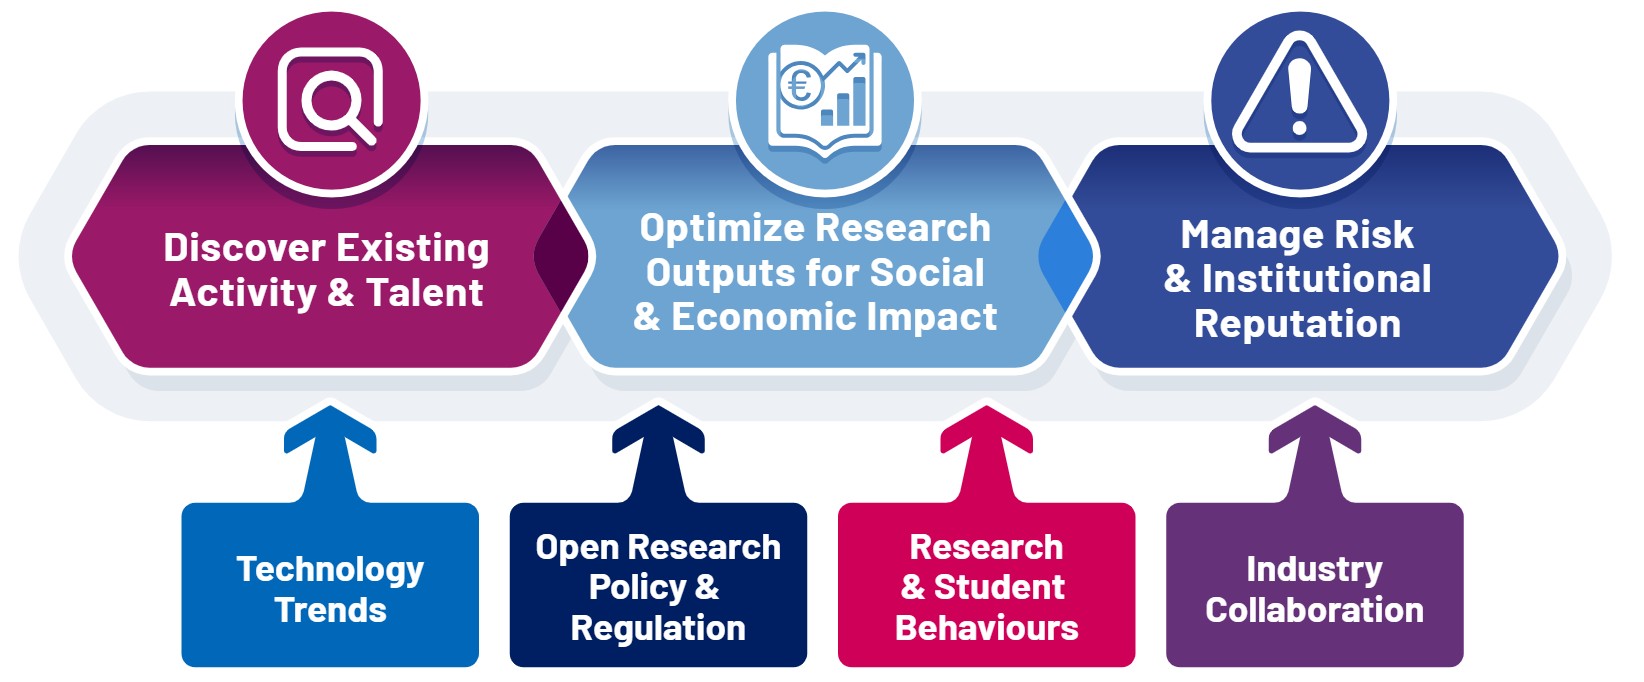 €
Discover Existing
Activity & Talent
Optimize Research
Outputs for Social
& Economic Impact
Manage Risk
& Institutional
Reputation
Technology
Trends
Open Research
Policy &
Regulation
Research
& Student
Behaviours
Industry
Collaboration